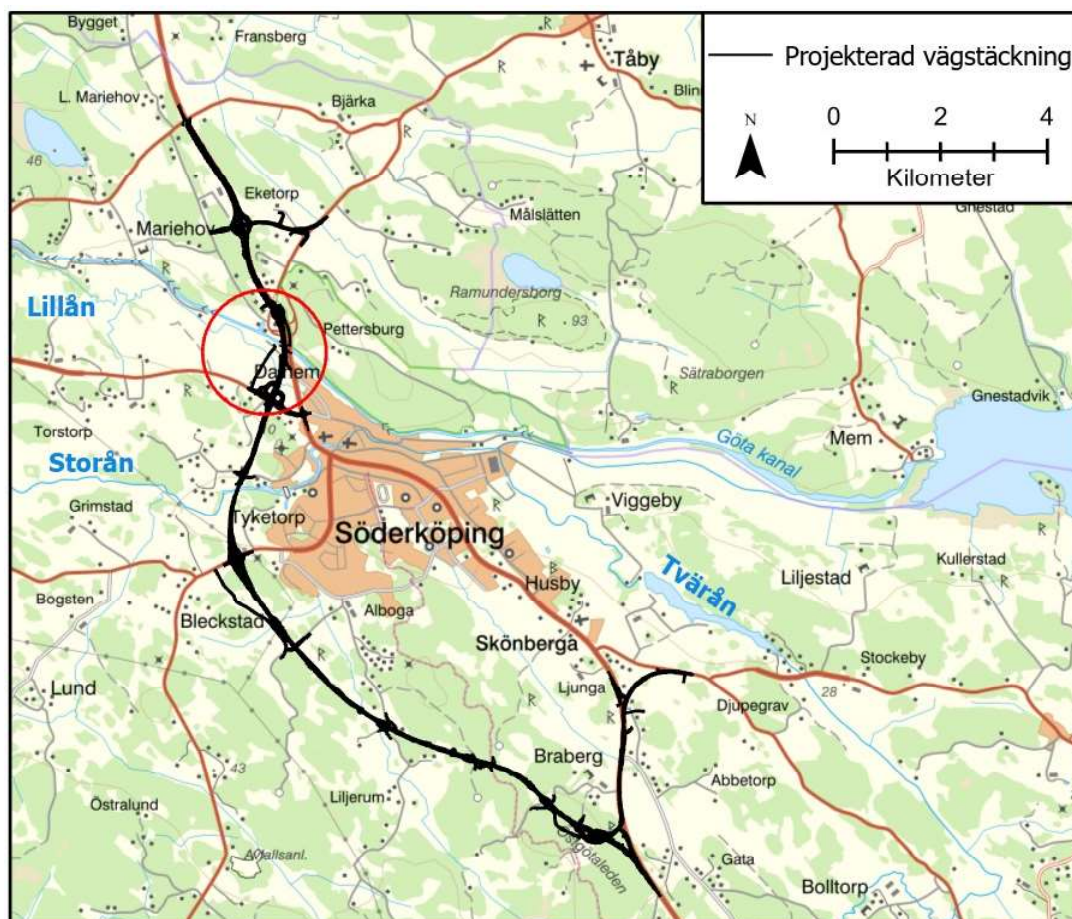 Bygget
Fransberg
Tåby
Projekterad vägstäckning
L. Mariehov
Bjärka
0 2 4
Kilometer
N
46
Eketorp
Gnestad
Mariehov
Målslätten
Lillån
Ramundersborg
93
Pettersburg
Sätraborgen
Gnestadvik
Torstorp
Mem
Göta kanal
Storån
Grimstad
Viggeby
Tyketorp
Söderköping
Kullerstad
Liljestad
Husby
Tvärån
Bogsten
Alboga
Bleckstad
Skönberga
Stockeby
Lund
Ljunga
28
Djupegrav
Braberg
Abbetorp
43
Östralund
Liljerum
Östgötaleden
Gata
Bolltorp